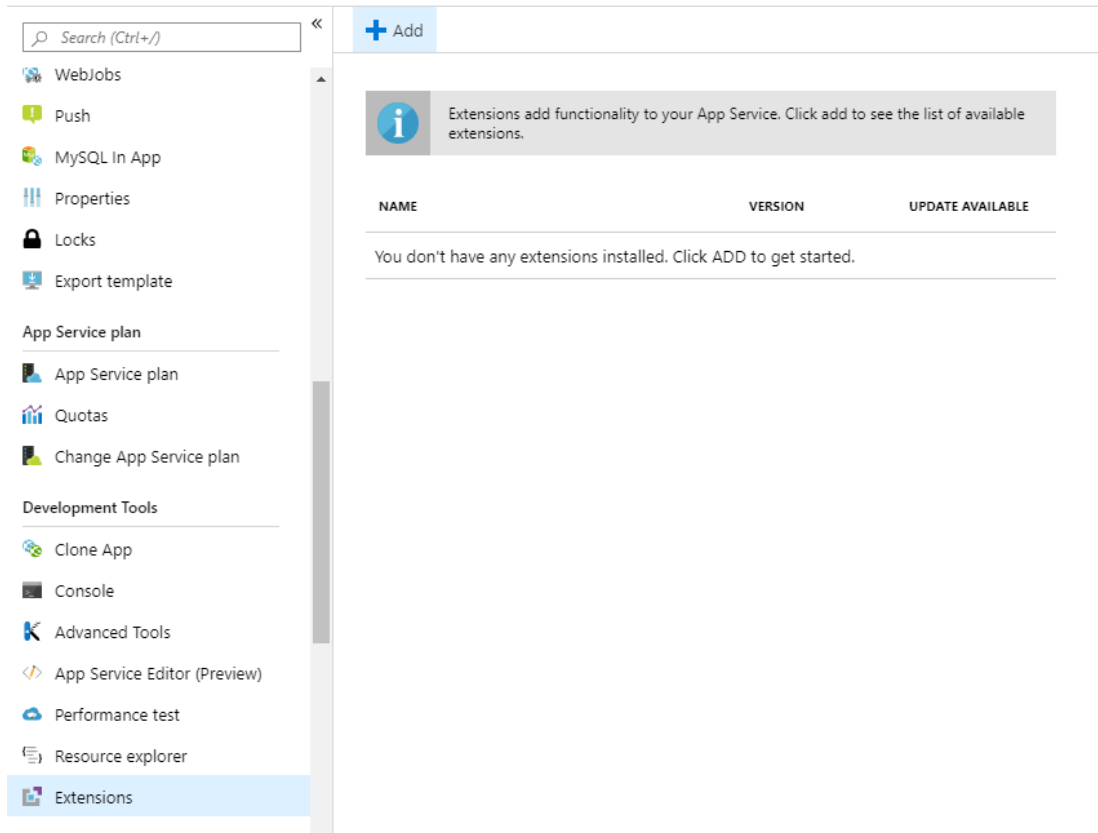 Search (Ctrl+/)
«
WebJobs
Push
MySQL In App
Properties
Locks
Export template
App Service plan
App Service plan
Quotas
Change App Service plan
Development Tools
Clone App
Console
Advanced Tools
App Service Editor (Preview)
Performance test
Resource explorer
Extensions
Add
Extensions add functionality to your App Service. Click add to see the list of available
extensions.
NAME VERSION UPDATE AVAILABLE
You don't have any extensions installed. Click ADD to get started.